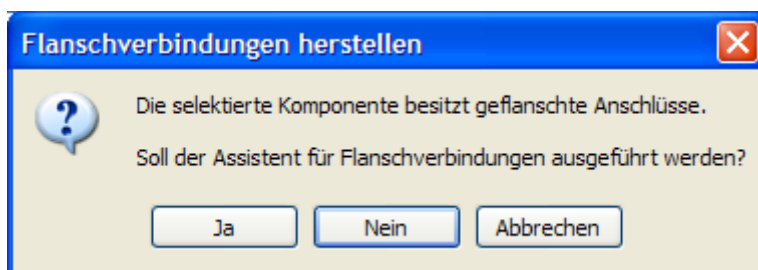 Flanschverbindungen herstellen
Die selektierte Komponente besitzt geflanschte Anschlüsse.
Soll der Assistent für Flanschverbindungen ausgeführt werden?
Ja Nein Abbrechen